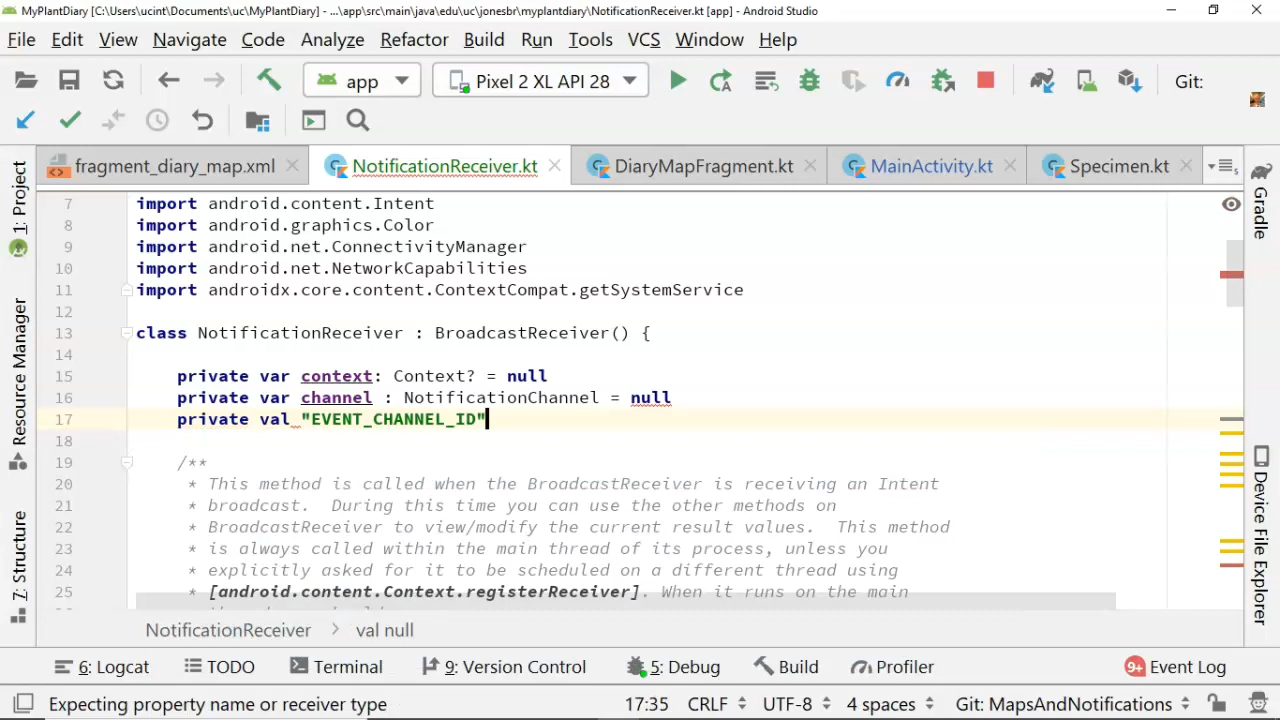 MyPlantDiary [C:\Users\ucint\Documents\uc\MyPlantDiary] - ...\app\src\main\java\edu\uc\jonesbr\myplantdiary\NotificationReceiver.kt [app] - Android Studio
File Edit View Navigate Code Analyze Refactor Build Run Tools VCS Window Help
app Pixel 2 XL API 28 Git:
fragment_diary_map.xml NotificationReceiver.kt DiaryMapFragment.kt MainActivity.kt Specimen.kt
1: Project
Resource Manager
7: Structure
7 import android.content.Intent
8 import android.graphics.Color
9 import android.net.ConnectivityManager
10 import android.net.NetworkCapabilities
11 import androidx.core.content.ContextCompat.getSystemService
12
13 class NotificationReceiver : BroadcastReceiver() {
14
15 private var context: Context? = null
16 private var channel : NotificationChannel = null
17 private val "EVENT_CHANNEL_ID"
18
19 /**
20 * This method is called when the BroadcastReceiver is receiving an Intent
21 * broadcast.  During this time you can use the other methods on
22 * BroadcastReceiver to view/modify the current result values.  This method
23 * is always called within the main thread of its process, unless you
24 * explicitly asked for it to be scheduled on a different thread using
25 * [android.content.Context.registerReceiver]. When it runs on the main
Gradle
Device File Explorer
NotificationReceiver > val null
6: Logcat TODO Terminal 9: Version Control 5: Debug Build Profiler 9+ Event Log
Expecting property name or receiver type 17:35 CRLF UTF-8 4 spaces Git: MapsAndNotifications